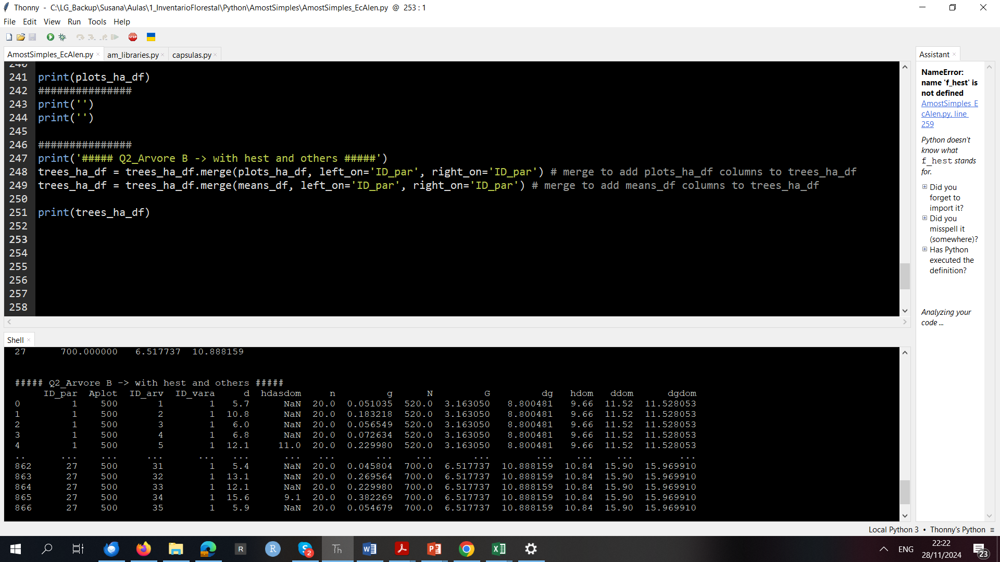 Thonny - C:\LG_Backup\Susana\Aulas\1_InventarioFlorestal\Python\AmostSimples\AmostSimples_EcAlen.py @ 253 : 1
File Edit View Run Tools Help
STOP
AmostSimples_EcAlen.py × am_libraries.py × capsulas.py ×
240
241 print(plots_ha_df)
242 ###############
243 print('')
244 print('')
245
246 ###############
247 print('##### Q2_Arvore B -> with hest and others #####')
248 trees_ha_df = trees_ha_df.merge(plots_ha_df, left_on='ID_par', right_on='ID_par') # merge to add plots_ha_df columns to trees_ha_df
249 trees_ha_df = trees_ha_df.merge(means_df, left_on='ID_par', right_on='ID_par') # merge to add means_df columns to trees_ha_df
250
251 print(trees_ha_df)
252
253
254
255
256
257
258
Shell ×
27 700.000000 6.517737 10.888159
##### Q2_Arvore B -> with hest and others #####
ID_par Aplot ID_arv ID_vara d hdasdom n g N G dg hdom ddom dgdom
0 1 500 1 1 5.7 NaN 20.0 0.051035 520.0 3.163050 8.800481 9.66 11.52 11.528053
1 1 500 2 1 10.8 NaN 20.0 0.183218 520.0 3.163050 8.800481 9.66 11.52 11.528053
2 1 500 3 1 6.0 NaN 20.0 0.056549 520.0 3.163050 8.800481 9.66 11.52 11.528053
3 1 500 4 1 6.8 NaN 20.0 0.072634 520.0 3.163050 8.800481 9.66 11.52 11.528053
4 1 500 5 1 12.1 11.0 20.0 0.229980 520.0 3.163050 8.800481 9.66 11.52 11.528053
.. ... ... ... ... ... ... ... ... ... ... ... ... ... ...
862 27 500 31 1 5.4 NaN 20.0 0.045804 700.0 6.517737 10.888159 10.84 15.90 15.969910
863 27 500 32 1 13.1 NaN 20.0 0.269564 700.0 6.517737 10.888159 10.84 15.90 15.969910
864 27 500 33 1 12.1 NaN 20.0 0.229980 700.0 6.517737 10.888159 10.84 15.90 15.969910
865 27 500 34 1 15.6 9.1 20.0 0.382269 700.0 6.517737 10.888159 10.84 15.90 15.969910
866 27 500 35 1 5.9 NaN 20.0 0.054679 700.0 6.517737 10.888159 10.84 15.90 15.969910
Assistant ×
NameError:
name 'f_hest' is
not defined
AmostSimples_E
cAlen.py, line
259
Python doesn't
know what
f_hest stands
for.
Did you
forget to
import it?
Did you
misspell it
(somewhere)?
Has Python
executed the
definition?
Analyzing your
code ...
Local Python 3 • Thonny's Python ≡
R R S 2 Th W P X ENG
22:22
28/11/2024
23